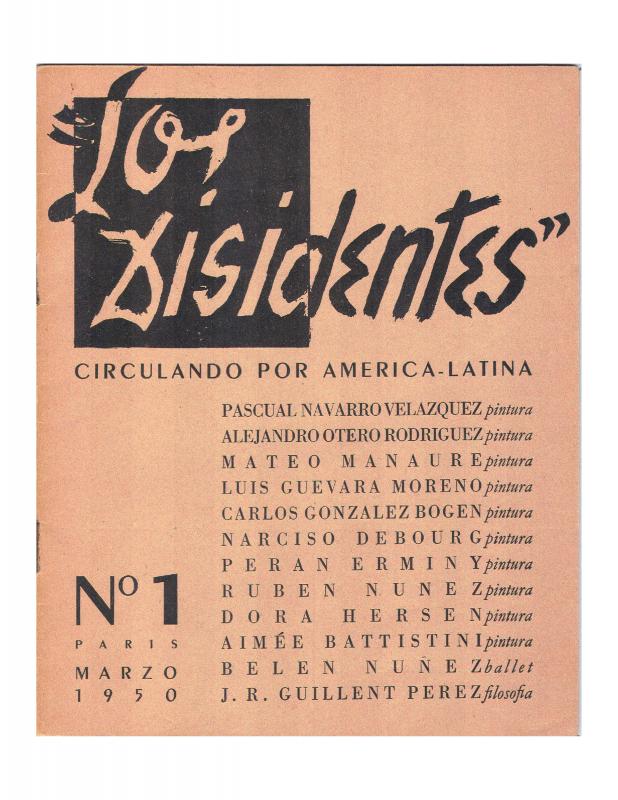 "Los
Disidentes"
CIRCULANDO POR AMERICA-LATINA
PASCUAL NAVARRO VELAZQUEZ pintura
ALEJANDRO OTERO RODRIGUEZ pintura
MATEO MANAURE pintura
LUIS GUEVARA MORENO pintura
CARLOS GONZALEZ BOGEN pintura
NARCISO DEBOURG pintura
PERAN ERMINY pintura
RUBEN NUNEZ pintura
DORA HERSEN pintura
AIMÉE BATTISTINI pintura
BELEN NUÑEZ ballet
J. R. GUILLENT PEREZ filosofia
Nº 1
PARIS
MARZO
1950